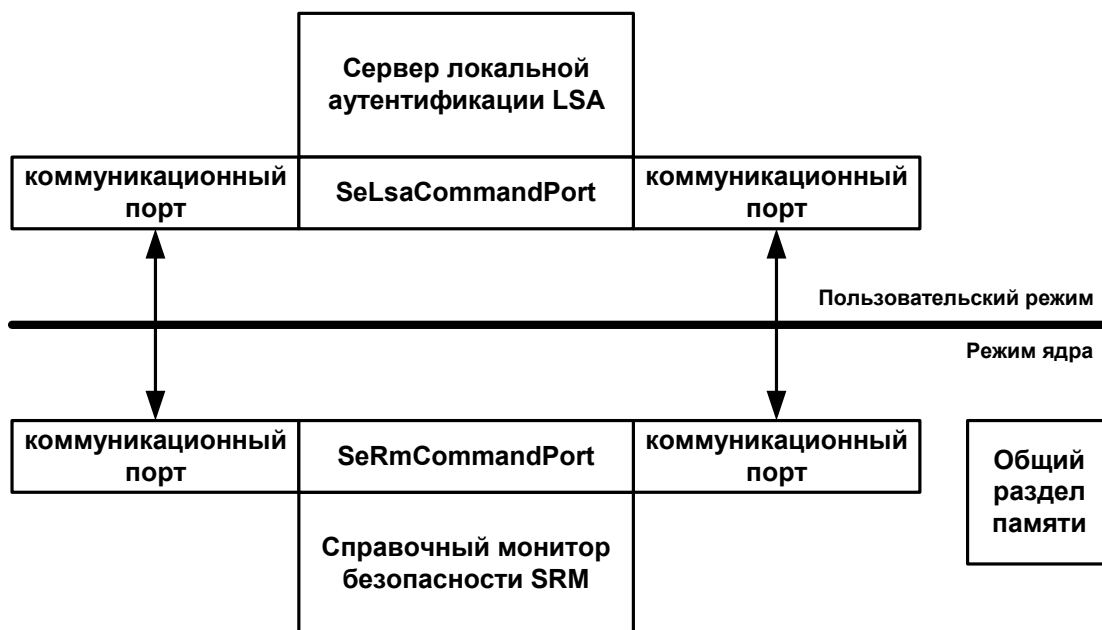 Сервер локальной
аутентификации LSA
коммуникационный
порт
SeLsaCommandPort
коммуникационный
порт
Пользовательский режим
Режим ядра
коммуникационный
порт
SeRmCommandPort
коммуникационный
порт
Общий
раздел
памяти
Справочный монитор
безопасности SRM